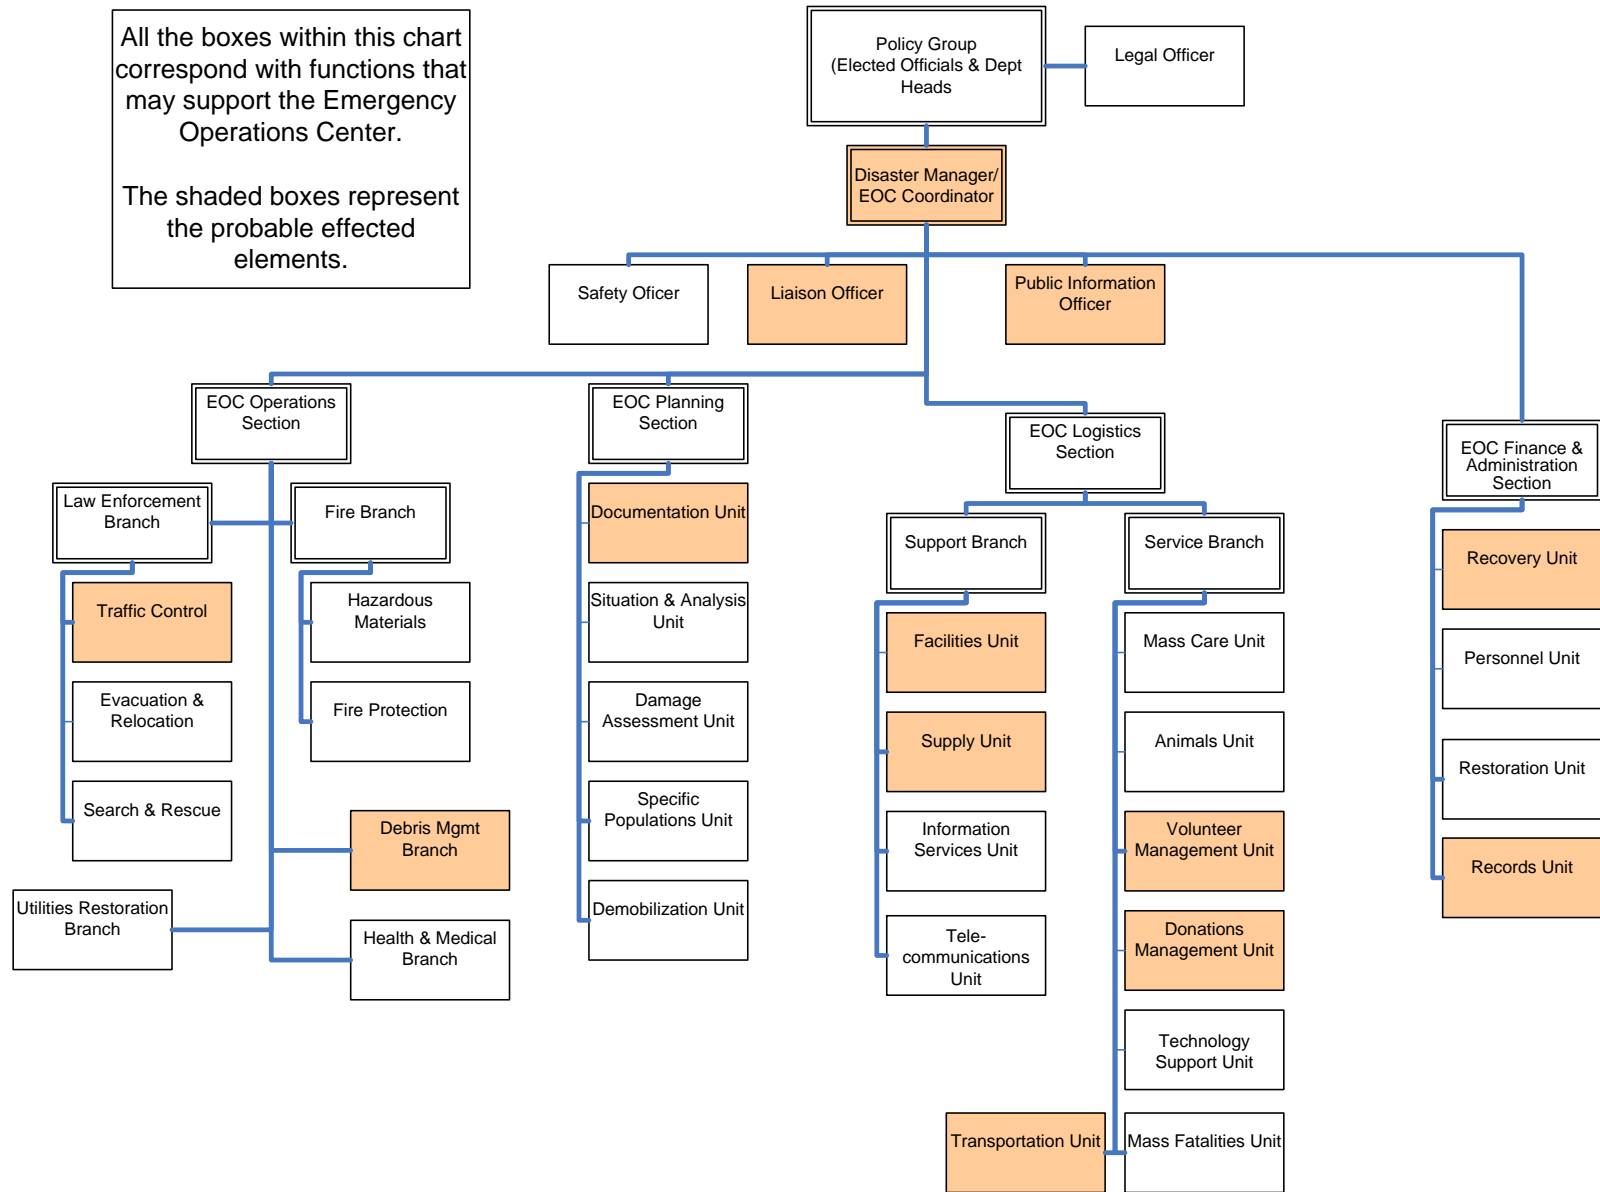 All the boxes within this chart
correspond with functions that
may support the Emergency
Operations Center.
The shaded boxes represent
the probable effected
elements.
Policy Group
(Elected Officials & Dept
Heads
Legal Officer
Disaster Manager/
EOC Coordinator
Safety Oficer
Liaison Officer
Public Information
Officer
EOC Operations
Section
EOC Planning
Section
EOC Logistics
Section
EOC Finance &
Administration
Section
Law Enforcement
Branch
Fire Branch
Traffic Control
Evacuation &
Relocation
Search & Rescue
Hazardous
Materials
Fire Protection
Debris Mgmt
Branch
Utilities Restoration
Branch
Health & Medical
Branch
Documentation Unit
Situation & Analysis
Unit
Damage
Assessment Unit
Specific
Populations Unit
Demobilization Unit
Support Branch
Service Branch
Facilities Unit
Supply Unit
Information
Services Unit
Tele-
communications
Unit
Mass Care Unit
Animals Unit
Volunteer
Management Unit
Donations
Management Unit
Technology
Support Unit
Transportation Unit
Mass Fatalities Unit
Recovery Unit
Personnel Unit
Restoration Unit
Records Unit